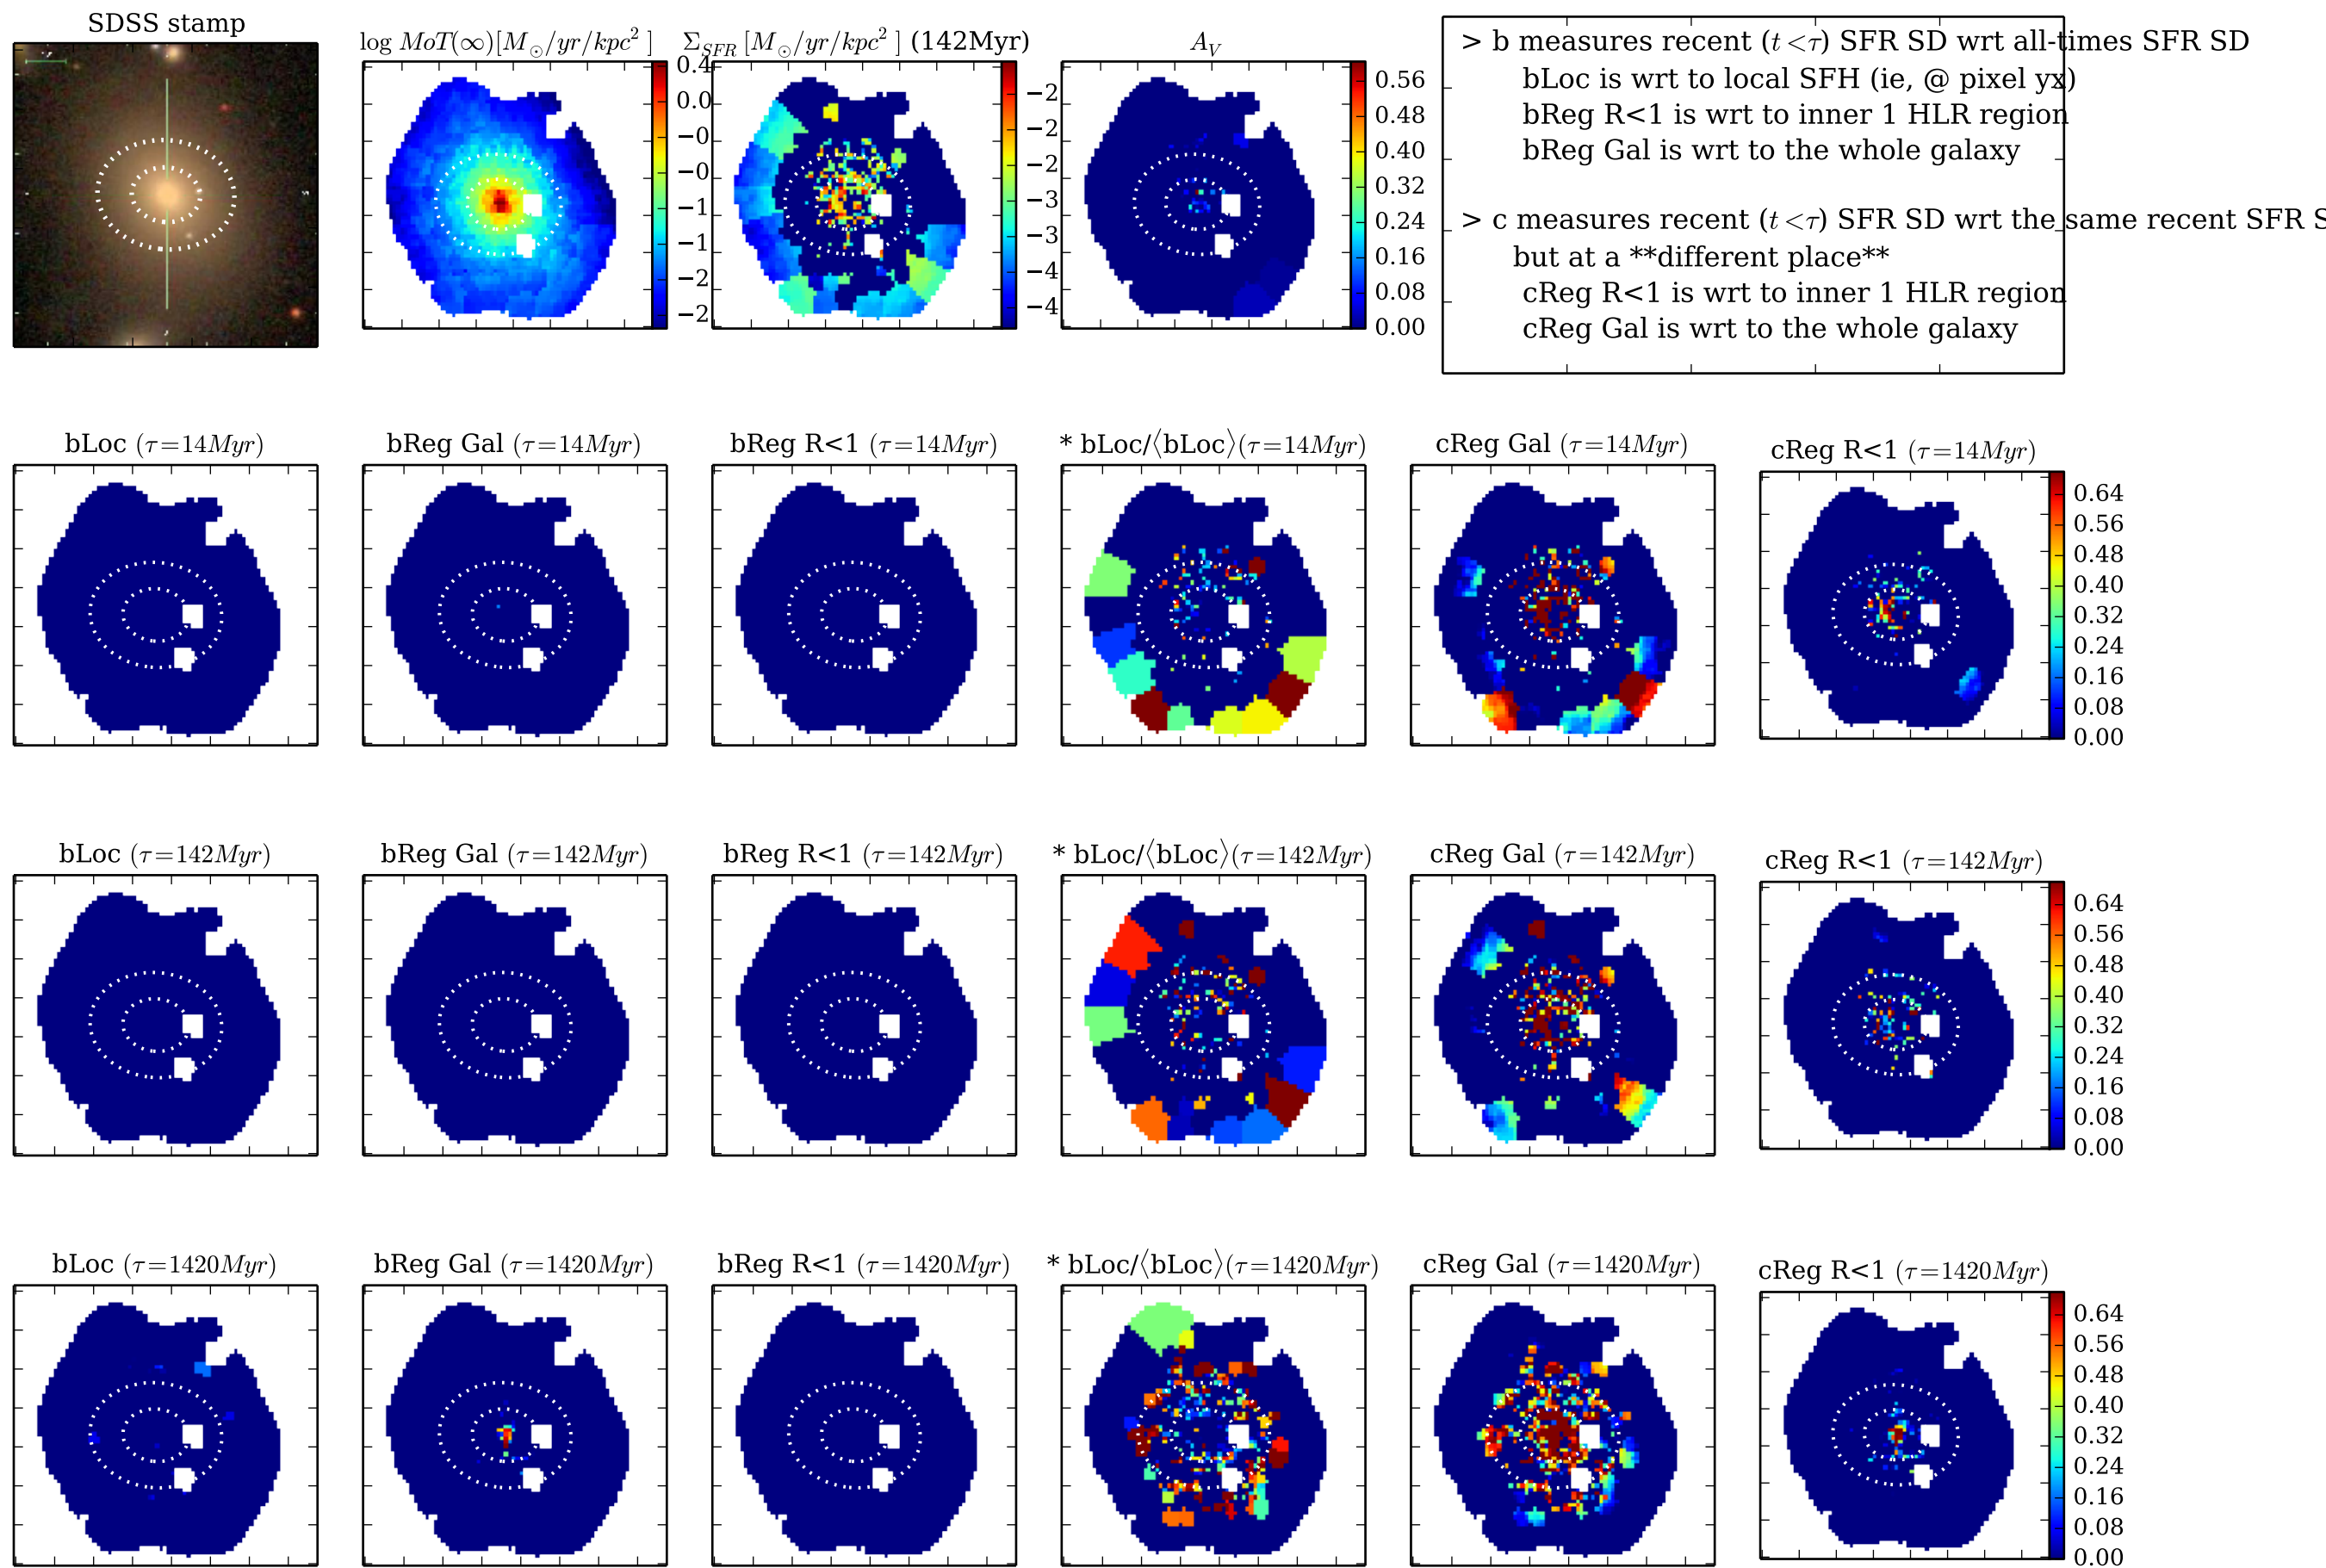 SDSS stamp
log MoT(∞)[M⊙/yr/kpc² ]
Σ_SFR [M⊙/yr/kpc² ] (142Myr)
A_V
0.4
0.0
−0
−0
−1
−1
−2
−2
−2
−2
−2
−3
−3
−4
−4
0.56
0.48
0.40
0.32
0.24
0.16
0.08
0.00
> b measures recent (t <τ) SFR SD wrt all-times SFR SD
bLoc is wrt to local SFH (ie, @ pixel yx)
bReg R<1 is wrt to inner 1 HLR region
bReg Gal is wrt to the whole galaxy
> c measures recent (t <τ) SFR SD wrt the same recent SFR S
but at a **different place**
cReg R<1 is wrt to inner 1 HLR region
cReg Gal is wrt to the whole galaxy
bLoc (τ=14Myr)
bReg Gal (τ=14Myr)
bReg R<1 (τ=14Myr)
* bLoc/⟨bLoc⟩(τ=14Myr)
cReg Gal (τ=14Myr)
cReg R<1 (τ=14Myr)
0.64
0.56
0.48
0.40
0.32
0.24
0.16
0.08
0.00
bLoc (τ=142Myr)
bReg Gal (τ=142Myr)
bReg R<1 (τ=142Myr)
* bLoc/⟨bLoc⟩(τ=142Myr)
cReg Gal (τ=142Myr)
cReg R<1 (τ=142Myr)
0.64
0.56
0.48
0.40
0.32
0.24
0.16
0.08
0.00
bLoc (τ=1420Myr)
bReg Gal (τ=1420Myr)
bReg R<1 (τ=1420Myr)
* bLoc/⟨bLoc⟩(τ=1420Myr)
cReg Gal (τ=1420Myr)
cReg R<1 (τ=1420Myr)
0.64
0.56
0.48
0.40
0.32
0.24
0.16
0.08
0.00